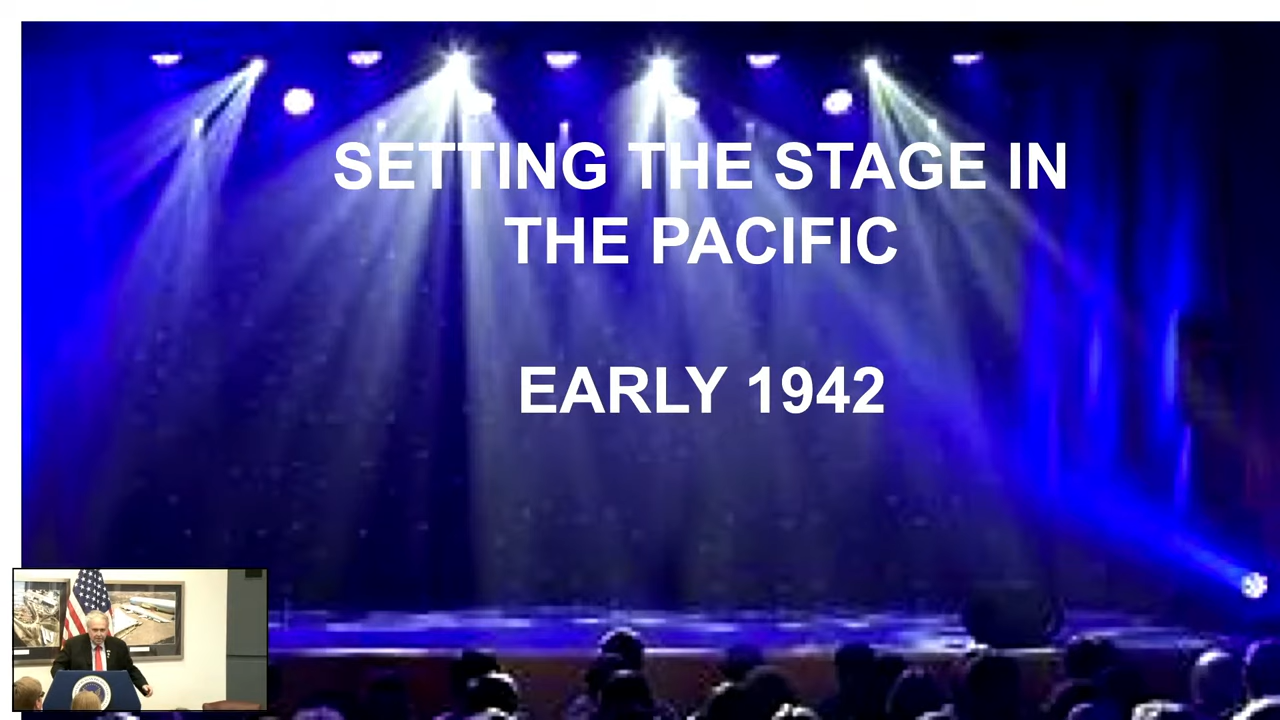 SETTING THE STAGE IN
THE PACIFIC
EARLY 1942